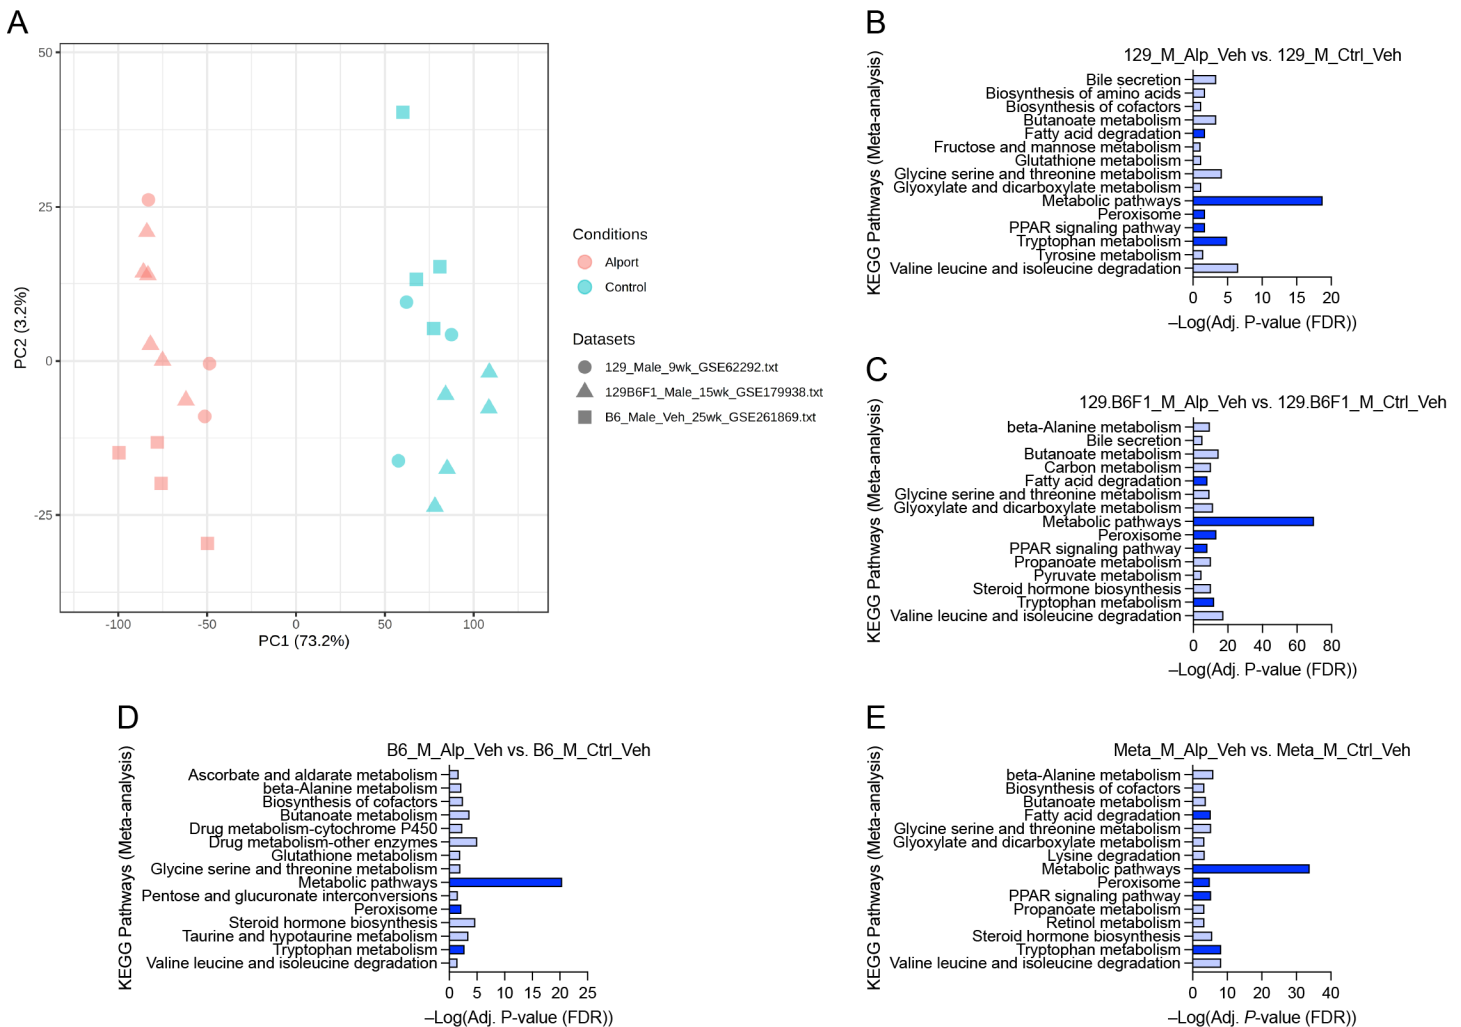 A
50
25
0
-25
-100
-50
0
50
100
PC2 (3.2%)
PC1 (73.2%)
Conditions
Alport
Control
Datasets
129_Male_9wk_GSE62292.txt
129B6F1_Male_15wk_GSE179938.txt
B6_Male_Veh_25wk_GSE261869.txt
B
129_M_Alp_Veh vs. 129_M_Ctrl_Veh
KEGG Pathways (Meta-analysis)
Bile secretion
Biosynthesis of amino acids
Biosynthesis of cofactors
Butanoate metabolism
Fatty acid degradation
Fructose and mannose metabolism
Glutathione metabolism
Glycine serine and threonine metabolism
Glyoxylate and dicarboxylate metabolism
Metabolic pathways
Peroxisome
PPAR signaling pathway
Tryptophan metabolism
Tyrosine metabolism
Valine leucine and isoleucine degradation
0 5 10 15 20
–Log(Adj. P-value (FDR))
C
129.B6F1_M_Alp_Veh vs. 129.B6F1_M_Ctrl_Veh
KEGG Pathways (Meta-analysis)
beta-Alanine metabolism
Bile secretion
Butanoate metabolism
Carbon metabolism
Fatty acid degradation
Glycine serine and threonine metabolism
Glyoxylate and dicarboxylate metabolism
Metabolic pathways
Peroxisome
PPAR signaling pathway
Propanoate metabolism
Pyruvate metabolism
Steroid hormone biosynthesis
Tryptophan metabolism
Valine leucine and isoleucine degradation
0 20 40 60 80
–Log(Adj. P-value (FDR))
D
B6_M_Alp_Veh vs. B6_M_Ctrl_Veh
KEGG Pathways (Meta-analysis)
Ascorbate and aldarate metabolism
beta-Alanine metabolism
Biosynthesis of cofactors
Butanoate metabolism
Drug metabolism-cytochrome P450
Drug metabolism-other enzymes
Glutathione metabolism
Glycine serine and threonine metabolism
Metabolic pathways
Pentose and glucuronate interconversions
Peroxisome
Steroid hormone biosynthesis
Taurine and hypotaurine metabolism
Tryptophan metabolism
Valine leucine and isoleucine degradation
0 5 10 15 20 25
–Log(Adj. P-value (FDR))
E
Meta_M_Alp_Veh vs. Meta_M_Ctrl_Veh
KEGG Pathways (Meta-analysis)
beta-Alanine metabolism
Biosynthesis of cofactors
Butanoate metabolism
Fatty acid degradation
Glycine serine and threonine metabolism
Glyoxylate and dicarboxylate metabolism
Lysine degradation
Metabolic pathways
Peroxisome
PPAR signaling pathway
Propanoate metabolism
Retinol metabolism
Steroid hormone biosynthesis
Tryptophan metabolism
Valine leucine and isoleucine degradation
0 10 20 30 40
–Log(Adj. P-value (FDR))